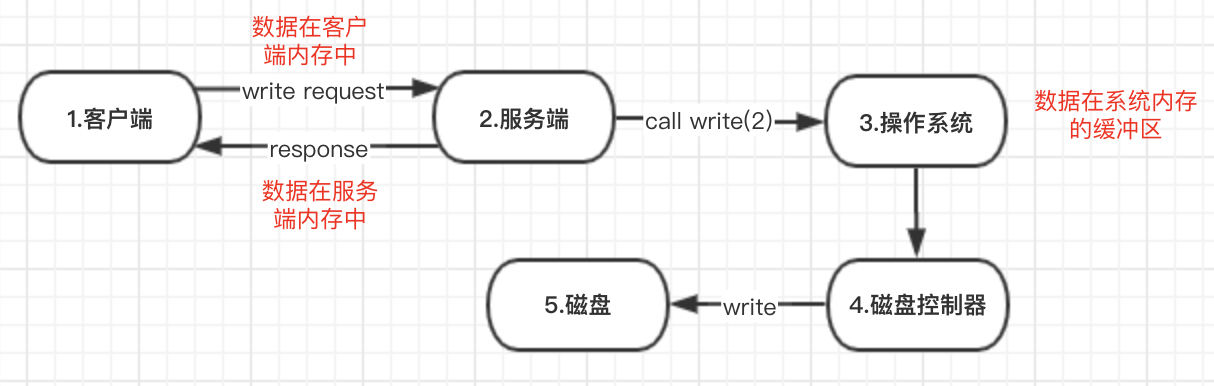 数据在客户
端内存中
write request
1.客户端
2.服务端
call write(2)
3.操作系统
数据在系统内存
的缓冲区
response
数据在服务
端内存中
5.磁盘
write
4.磁盘控制器